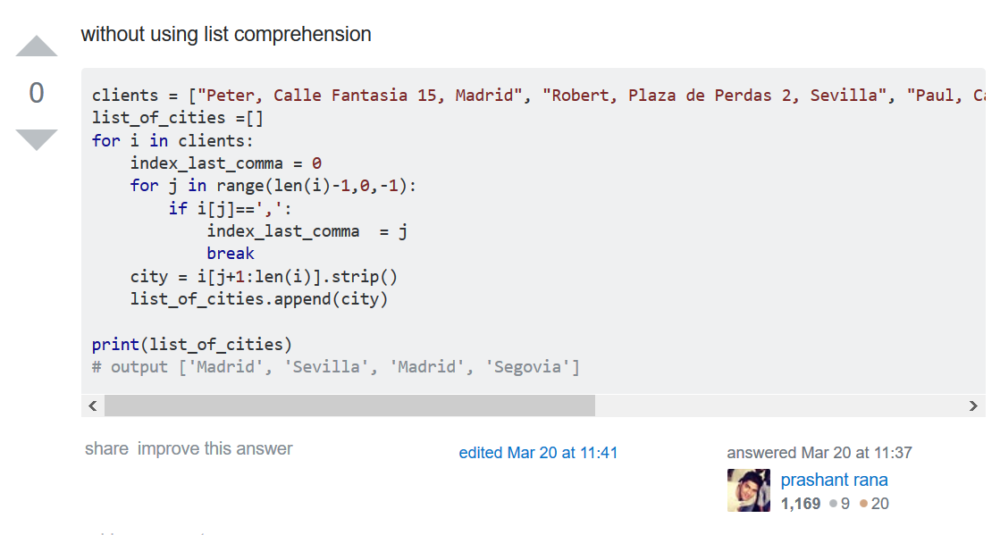 without using list comprehension
0
clients = ["Peter, Calle Fantasia 15, Madrid", "Robert, Plaza de Perdas 2, Sevilla", "Paul, Ca
list_of_cities =[]
for i in clients:
    index_last_comma = 0
    for j in range(len(i)-1,0,-1):
        if i[j]==',':
            index_last_comma  = j
            break
    city = i[j+1:len(i)].strip()
    list_of_cities.append(city)
print(list_of_cities)
# output ['Madrid', 'Sevilla', 'Madrid', 'Segovia']
share improve this answer
edited Mar 20 at 11:41
answered Mar 20 at 11:37
prashant rana
1,169 9 20